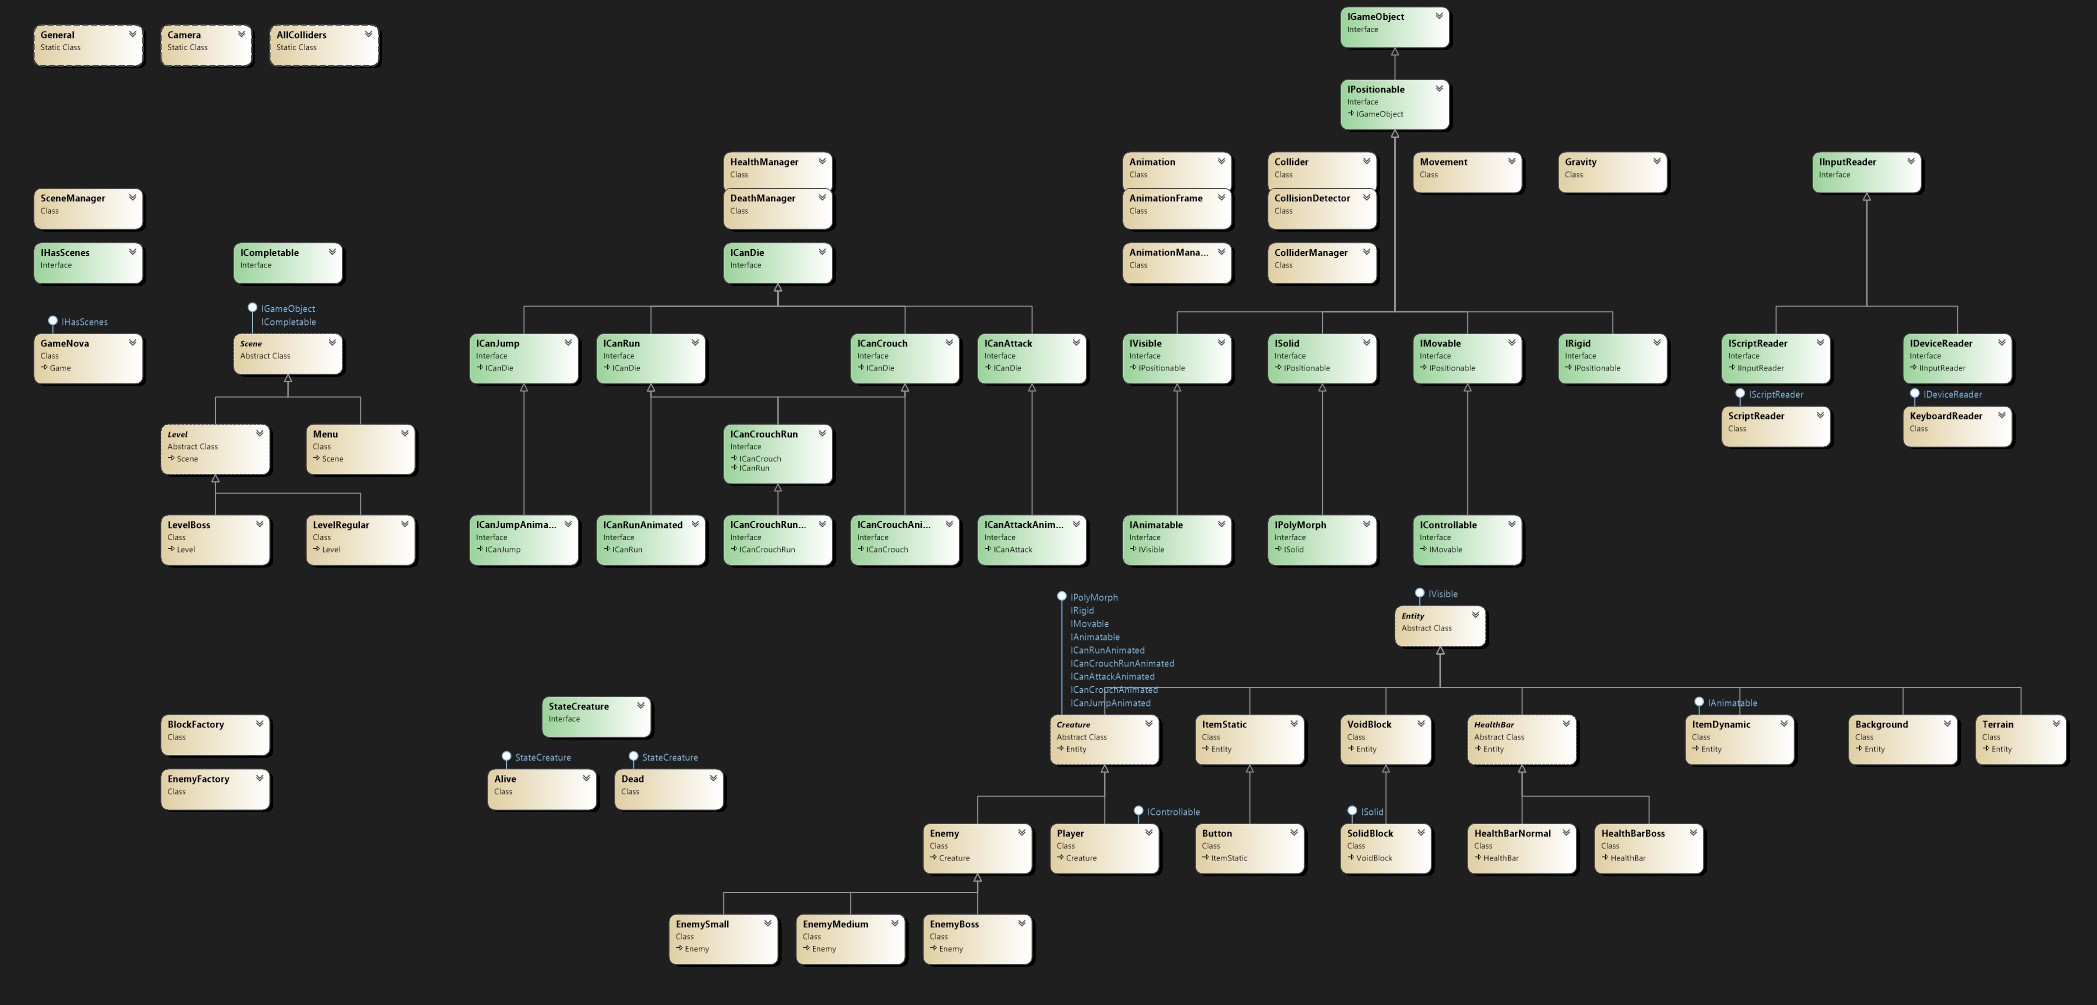 IGameObject
Interface
General
Static Class
Camera
Static Class
AllColliders
Static Class
IPositionable
Interface
IGameObject
HealthManager
Class
DeathManager
Class
Animation
Class
AnimationFrame
Class
Collider
Class
CollisionDetector
Class
Movement
Class
Gravity
Class
IInputReader
Interface
SceneManager
Class
IHasScenes
Interface
ICompletable
Interface
ICanDie
Interface
AnimationMana...
Class
ColliderManager
Class
IHasScenes
GameNova
Class
Game
IGameObject
ICompletable
Scene
Abstract Class
ICanJump
Interface
ICanDie
ICanRun
Interface
ICanDie
ICanCrouch
Interface
ICanDie
ICanAttack
Interface
ICanDie
IVisible
Interface
IPositionable
ISolid
Interface
IPositionable
IMovable
Interface
IPositionable
IRigid
Interface
IPositionable
IScriptReader
Interface
IInputReader
IDeviceReader
Interface
IInputReader
IScriptReader
ScriptReader
Class
IDeviceReader
KeyboardReader
Class
Level
Abstract Class
Scene
Menu
Class
Scene
ICanCrouchRun
Interface
ICanCrouch
ICanRun
LevelBoss
Class
Level
LevelRegular
Class
Level
ICanJumpAnima...
Interface
ICanJump
ICanRunAnimated
Interface
ICanRun
ICanCrouchRun...
Interface
ICanCrouchRun
ICanCrouchAni...
Interface
ICanCrouch
ICanAttackAnim...
Interface
ICanAttack
IAnimatable
Interface
IVisible
IPolyMorph
Interface
ISolid
IControllable
Interface
IMovable
IVisible
Entity
Abstract Class
IPolyMorph
IRigid
IMovable
IAnimatable
ICanRunAnimated
ICanCrouchRunAnimated
ICanAttackAnimated
ICanCrouchAnimated
ICanJumpAnimated
Creature
Abstract Class
Entity
ItemStatic
Class
Entity
VoidBlock
Class
Entity
HealthBar
Abstract Class
Entity
IAnimatable
ItemDynamic
Class
Entity
Background
Class
Entity
Terrain
Class
Entity
BlockFactory
Class
EnemyFactory
Class
StateCreature
Interface
StateCreature
Alive
Class
StateCreature
Dead
Class
Enemy
Class
Creature
IControllable
Player
Class
Creature
Button
Class
ItemStatic
ISolid
SolidBlock
Class
VoidBlock
HealthBarNormal
Class
HealthBar
HealthBarBoss
Class
HealthBar
EnemySmall
Class
Enemy
EnemyMedium
Class
Enemy
EnemyBoss
Class
Enemy